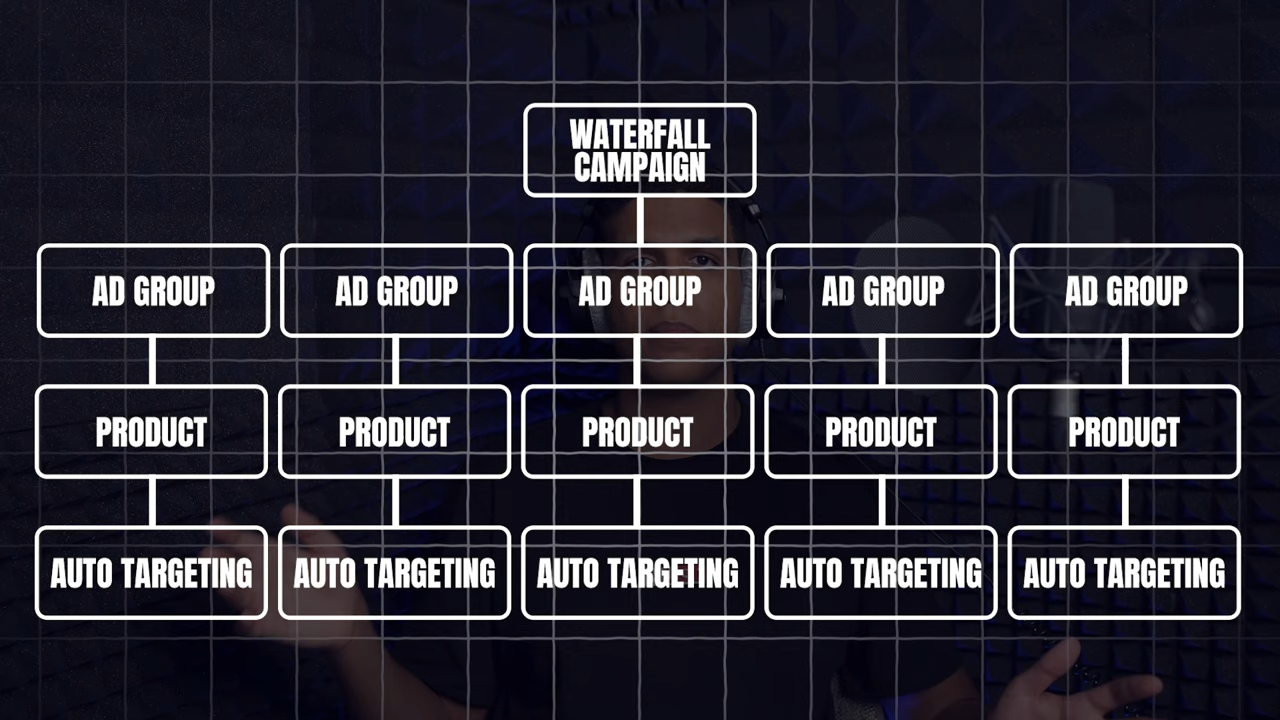 WATERFALL
CAMPAIGN
AD GROUP
AD GROUP
AD GROUP
AD GROUP
AD GROUP
PRODUCT
PRODUCT
PRODUCT
PRODUCT
PRODUCT
AUTO TARGETING
AUTO TARGETING
AUTO TARGETING
AUTO TARGETING
AUTO TARGETING